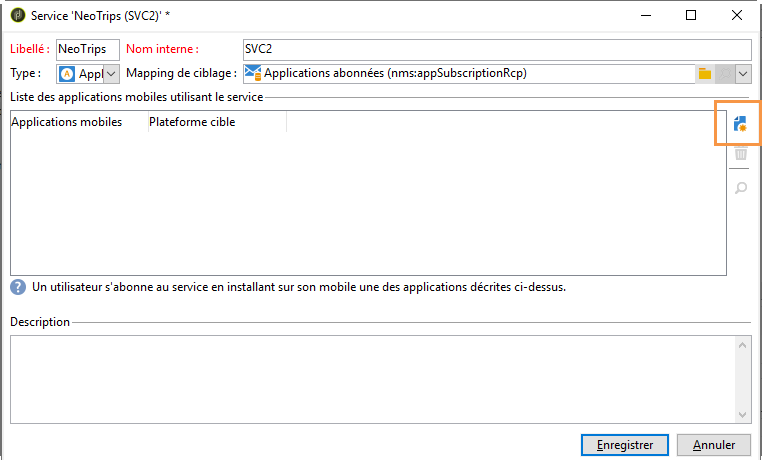 Service 'NeoTrips (SVC2)' *
Libellé : NeoTrips Nom interne : SVC2
Type : Appl Mapping de ciblage : Applications abonnées (nms:appSubscriptionRcp)
Liste des applications mobiles utilisant le service
Applications mobiles Plateforme cible
Un utilisateur s'abonne au service en installant sur son mobile une des applications décrites ci-dessus.
Description
Enregistrer Annuler